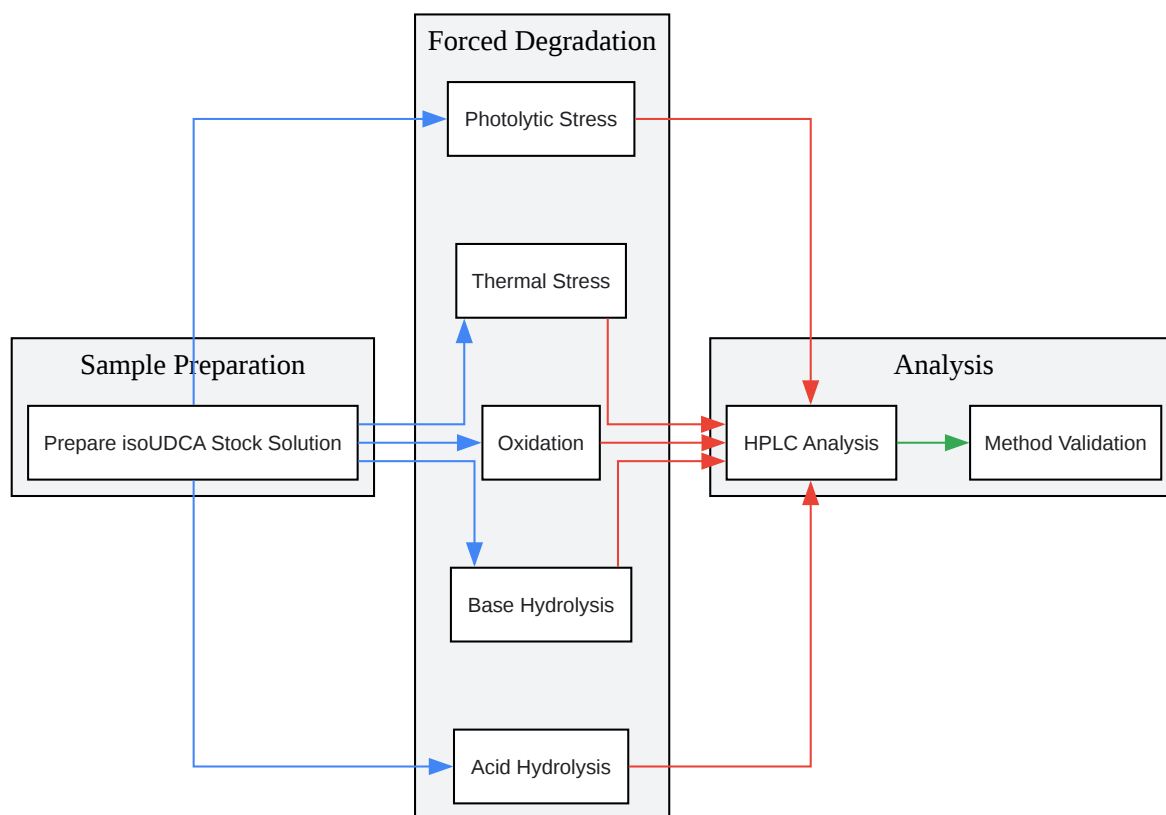 Forced Degradation
Photolytic Stress
Thermal Stress
Sample Preparation
Analysis
Prepare isoUDCA Stock Solution
Oxidation
HPLC Analysis
Method Validation
Base Hydrolysis
Acid Hydrolysis